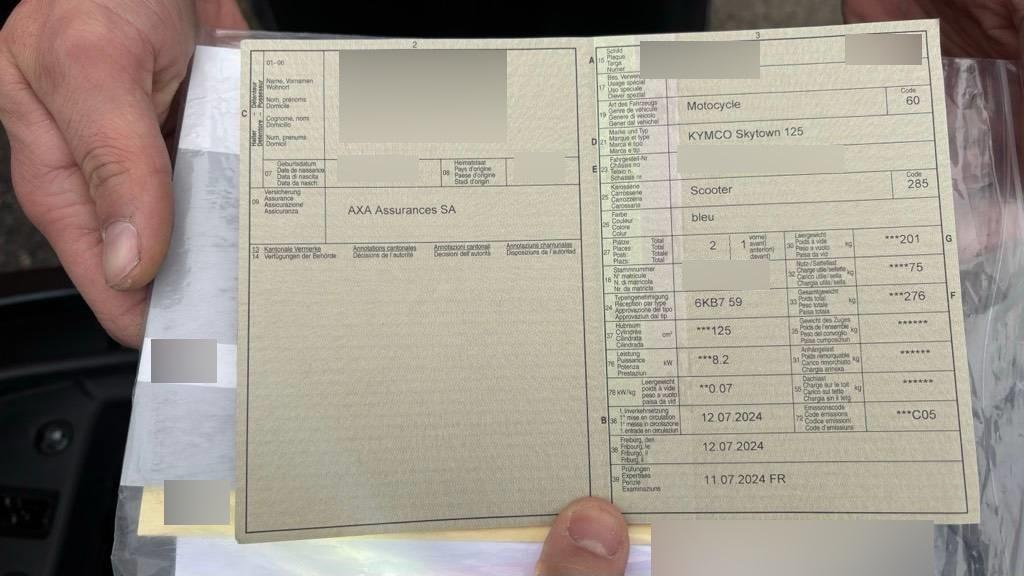 2
01-06
Name, Vornamen
Wohnort
Nom, prénoms
Domicile
Cognome, nomi
Domicilio
Num, prenums
Domicil
C
07
Geburtsdatum
Date de naissance
Data di nascita
Data da nasch.
08
Heimatstaat
Pays d'origine
Paese d'origine
Stadi d'origin
09
Versicherung
Assurance
Assicurazione
Assicuranza
AXA Assurances SA
13
14
Kantonale Vermerke
Verfügungen der Behörde
Annotations cantonales
Décisions de l'autorité
Annotazioni cantonali
Decisioni dell'autorità
Annotaziuns chantunalas
Disposiziuns da l'autoritad
3
A 15
Schild
Plaque
Targa
Numer
17
Bes. Verwen
Usage spécial
Uso speciale
Diever spezial
19
Art des Fahrzeugs
Genre de véhicule
Genere di veicolo
Gener dal vehichel
Motocycle
Code
60
D 21
Marke und Typ
Marque et type
Marca e tipo
Marca e tip
KYMCO Skytown 125
E 23
Fahrgestell-Nr
Châssis no
Telaio n.
Schassis nr.
25
Karosserie
Carrosserie
Carrozzeria
Carossaria
Scooter
Code
285
26
Farbe
Couleur
Colore
Colur
bleu
27
Plätze: Total
Places: Total
Posti: Totale
Plazs: Total
2
1
vorne)
avant)
anteriori)
davant)
30
Leergewicht
Poids à vide
Peso a vuoto
Paisa da vid
kg
***201
G
18
Stammnummer
N° matricule
N. di matricola
Nr. da matricla
32
Nutz-/Sattellast
Charge utile/sellette
Carico utile/sella
Chargia utila/sella
kg
****75
24
Typengenehmigung
Réception par type
Approvazione del tipo
Approvaziun dal tip
6KB7 59
33
Gesamtgewicht
Poids total
Peso totale
Paisa totala
kg
***276
F
37
Hubraum
Cylindrée
Cilindrata
Cilindrada
cm³
***125
35
Gewicht des Zuges
Poids de l'ensemble
Peso del convoglio
Paisa cumposiziun
kg
******
76
Leistung
Puissance
Potenza
Prestaziun
kW
***8.2
31
Anhängelast
Poids remorquable
Carico rimorchiato
Chargia annexa
kg
******
78 kW/kg
Leergewicht
poids à vide
peso a vuoto
paisa da vid
**0.07
55
Dachlast
Charge sur le toit
Carico sul tetto
Chargia sin il tetg
kg
******
B 36
1. Inverkehrsetzung
1re mise en circulation
1a messa in circolazione
1. entrada en circulaziun
12.07.2024
72
Emissionscode
Code émissions
Codice emissioni
Code d'emissiuns
***C05
38
Freiburg, den
Fribourg, le
Friburgo, il
Friburg, il
12.07.2024
39
Prüfungen
Expertises
Perizie
Examinaziuns
11.07.2024 FR